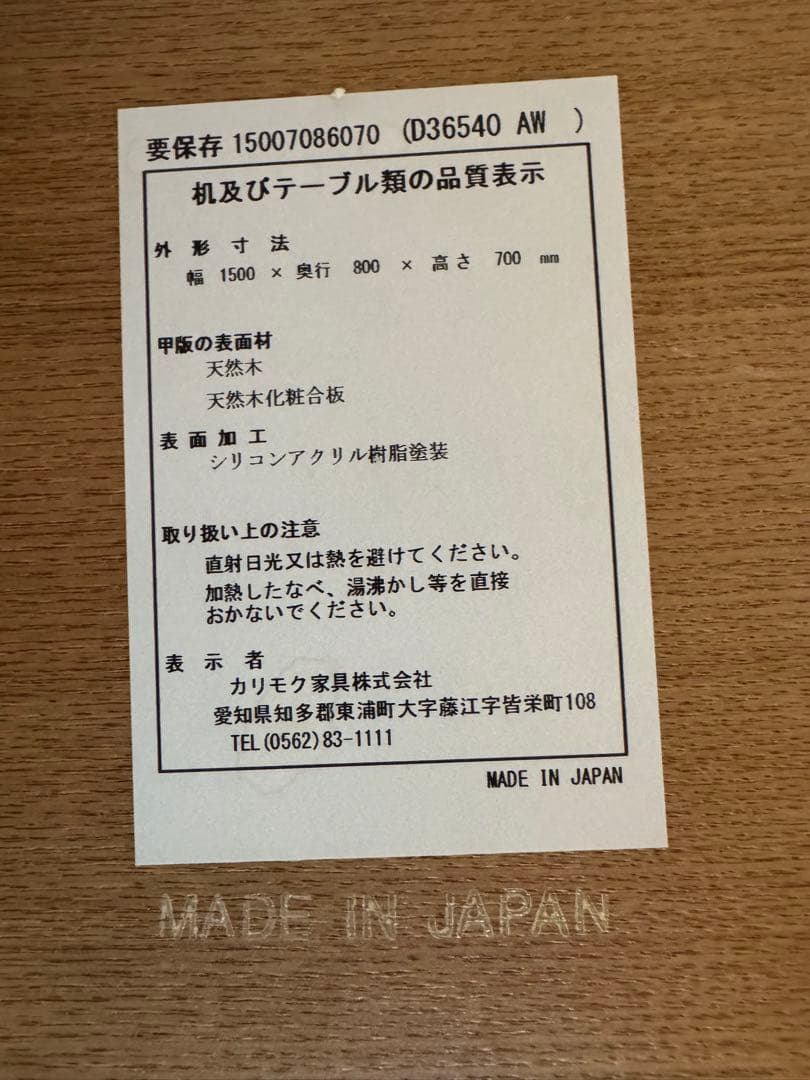 要保存 15007086070 (D36540 AW )
机及びテーブル類の品質表示
外形寸法
幅 1500 × 奥行 800 × 高さ 700 mm
甲版の表面材
天然木
天然木化粧合板
表面加工
シリコンアクリル樹脂塗装
取り扱い上の注意
直射日光又は熱を避けてください。
加熱したなべ、湯沸かし等を直接
おかないでください。
表示者
カリモク家具株式会社
愛知県知多郡東浦町大字藤江字皆栄町108
TEL(0562)83-1111
MADE IN JAPAN
MADE IN JAPAN